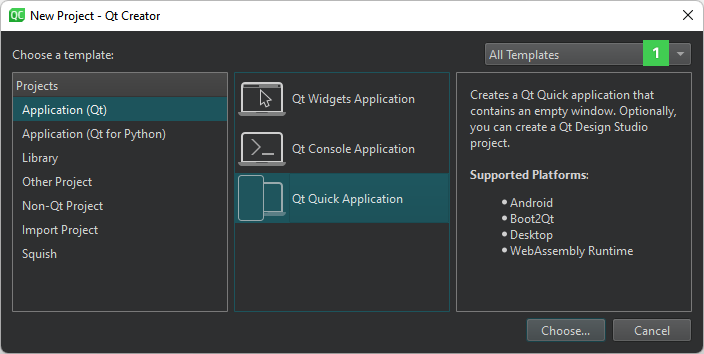 QC New Project - Qt Creator
Choose a template:
All Templates
1
Projects
Application (Qt)
Application (Qt for Python)
Library
Other Project
Non-Qt Project
Import Project
Squish
Qt Widgets Application
Qt Console Application
Qt Quick Application
Creates a Qt Quick application that
contains an empty window. Optionally,
you can create a Qt Design Studio
project.
Supported Platforms:
• Android
• Boot2Qt
• Desktop
• WebAssembly Runtime
Choose...
Cancel